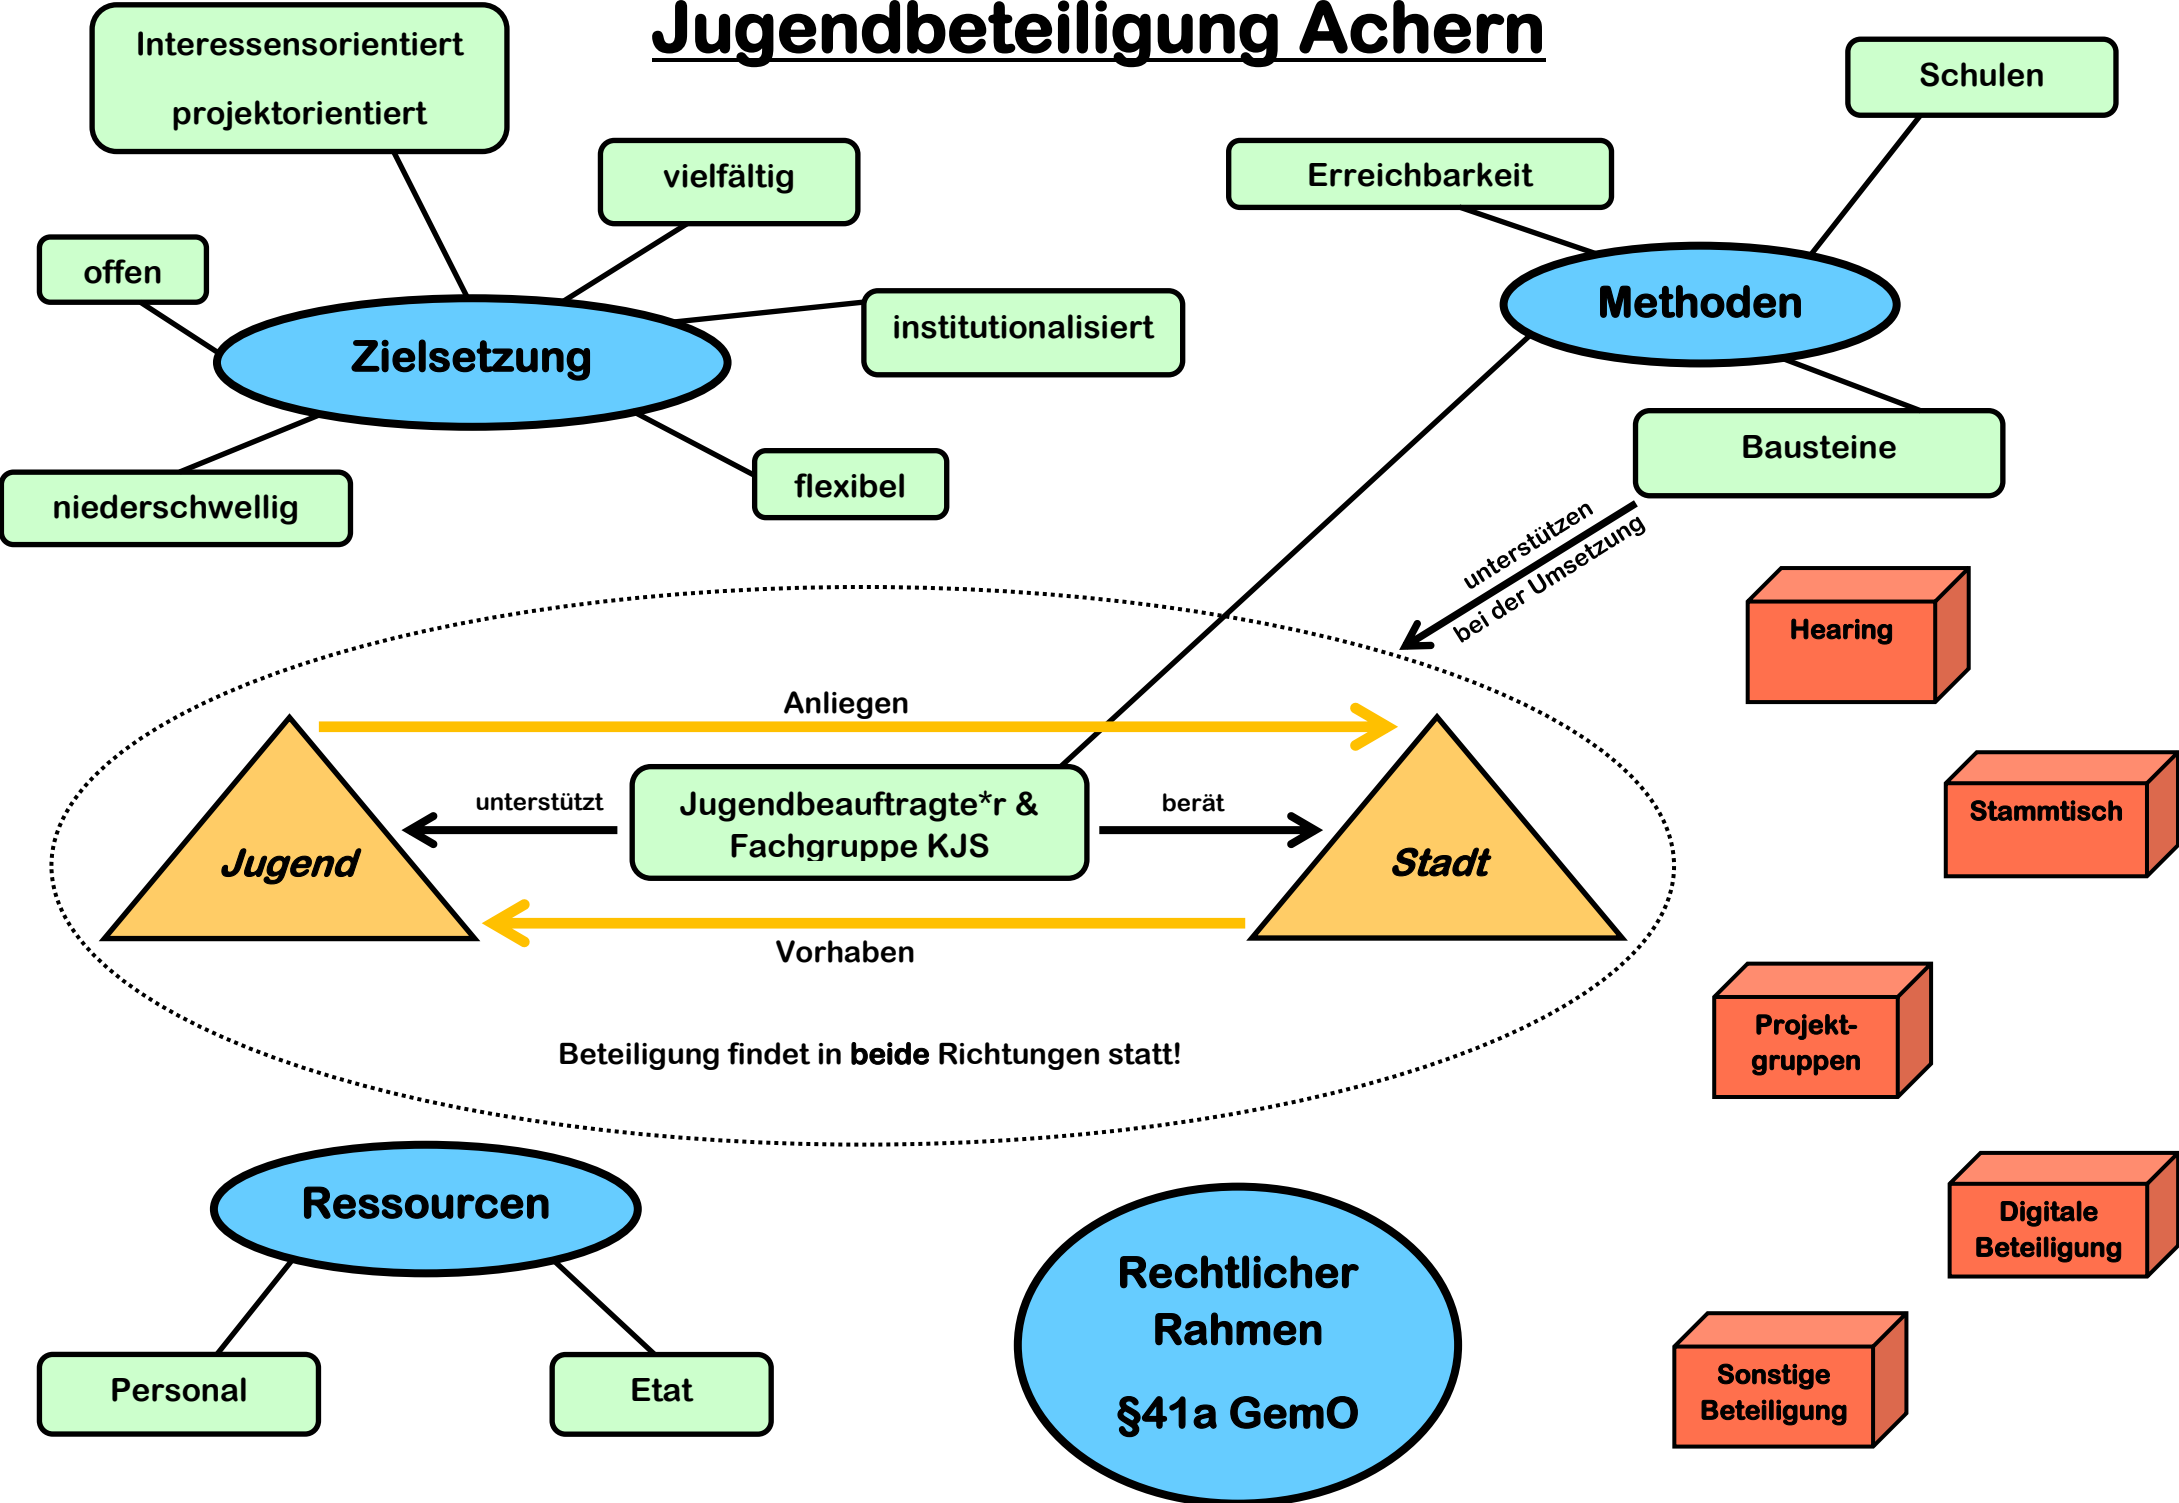 Jugendbeteiligung Achern
Interessensorientiert
projektorientiert
vielfältig
offen
institutionalisiert
Zielsetzung
niederschwellig
flexibel
Schulen
Erreichbarkeit
Methoden
Bausteine
unterstützen
bei der Umsetzung
Anliegen
unterstützt
Jugendbeauftragte*r &
Fachgruppe KJS
berät
Jugend
Stadt
Vorhaben
Beteiligung findet in beide Richtungen statt!
Hearing
Stammtisch
Projekt-
gruppen
Digitale
Beteiligung
Sonstige
Beteiligung
Ressourcen
Personal
Etat
Rechtlicher
Rahmen
§41a GemO